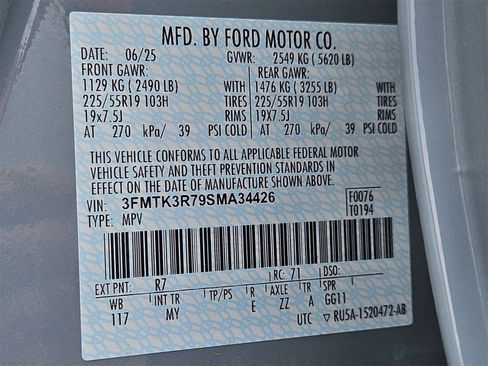 MFD. BY FORD MOTOR CO.
DATE: 06/25 GVWR: 2549 KG (5620 LB)
FRONT GAWR: REAR GAWR:
1129 KG (2490 LB) WITH 1476 KG (3255 LB) WITH
225/55R19 103H TIRES 225/55R19 103H TIRES
19x7.5J RIMS 19x7.5J RIMS
AT 270 kPa/ 39 PSI COLD AT 270 kPa/ 39 PSI COLD
THIS VEHICLE CONFORMS TO ALL APPLICABLE FEDERAL MOTOR
VEHICLE SAFETY AND THEFT PREVENTION STANDARDS IN
EFFECT ON THE DATE OF MANUFACTURE SHOWN ABOVE.
VIN: 3FMTK3R79SMA34426 F0076
TYPE: MPV T0194
EXT PNT: R7 RC: 71 DSO:
WB INT TR TP/PS R AXLE TR SPR
117 MY E ZZ A GG11
UTC ▽ RU5A-1520472-AB